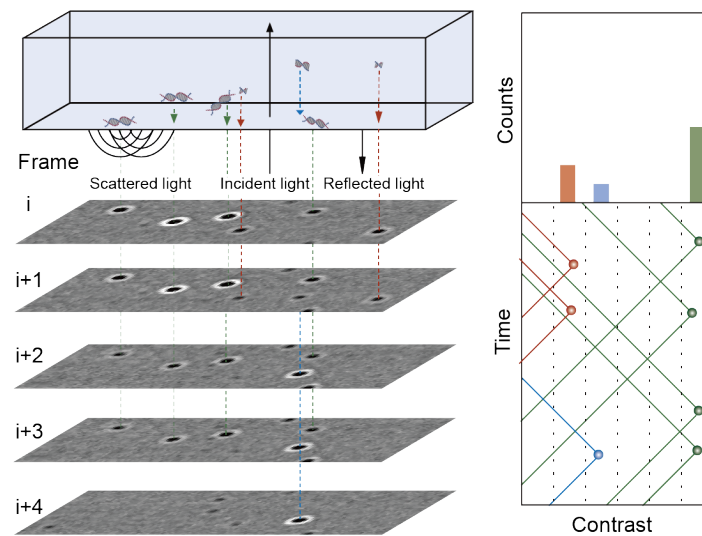 Frame
Scattered light
Incident light
Reflected light
i
i+1
i+2
i+3
i+4
Counts
Time
Contrast